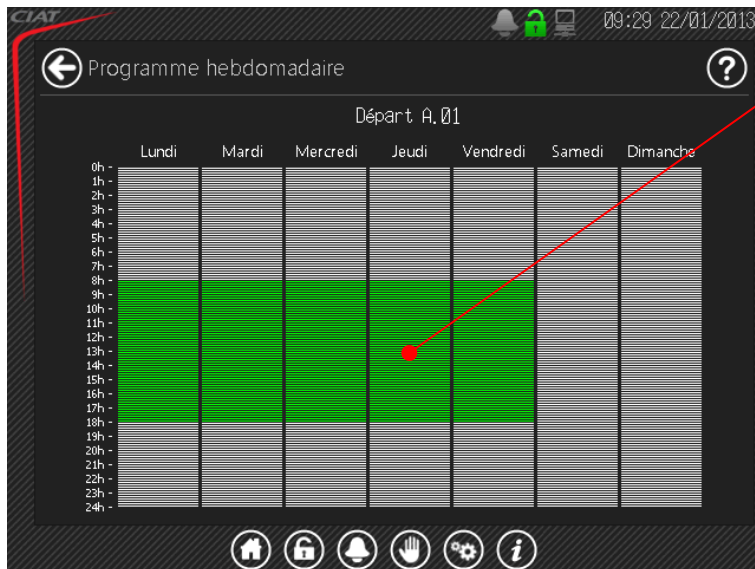 CIAT
09:29 22/01/2013
Programme hebdomadaire
?
Départ A.01
Lundi Mardi Mercredi Jeudi Vendredi Samedi Dimanche
0h -
1h -
2h -
3h -
4h -
5h -
6h -
7h -
8h -
9h -
10h -
11h -
12h -
13h -
14h -
15h -
16h -
17h -
18h -
19h -
20h -
21h -
22h -
23h -
24h -
i